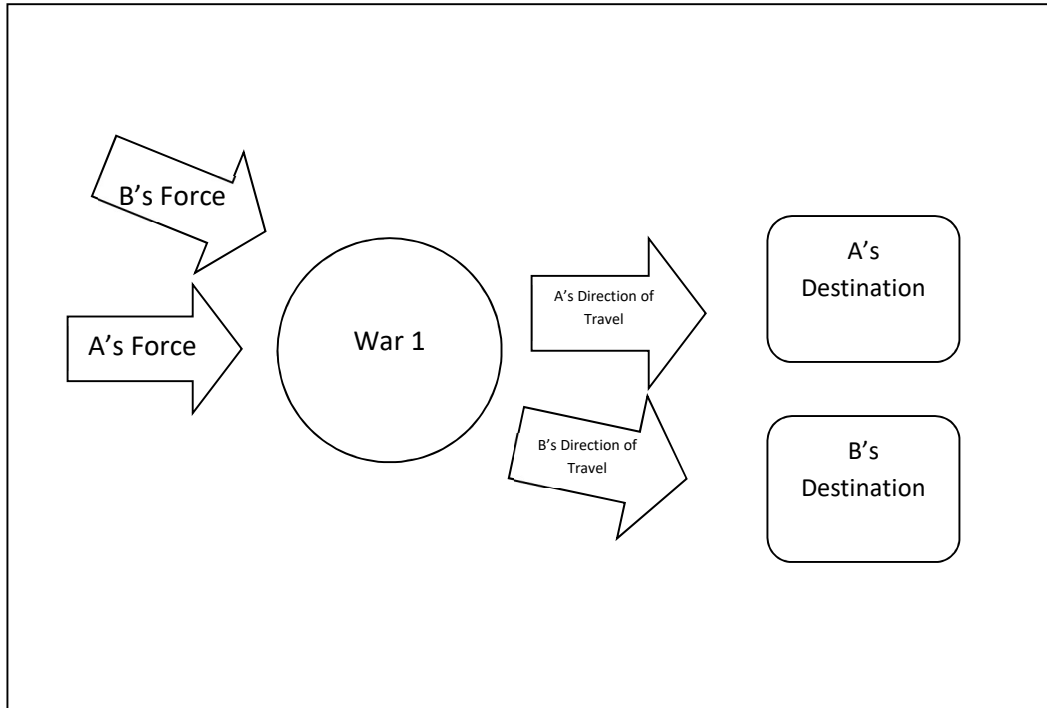 B’s Force
A’s Force
War 1
A’s Direction of
Travel
B’s Direction of
Travel
A’s
Destination
B’s
Destination